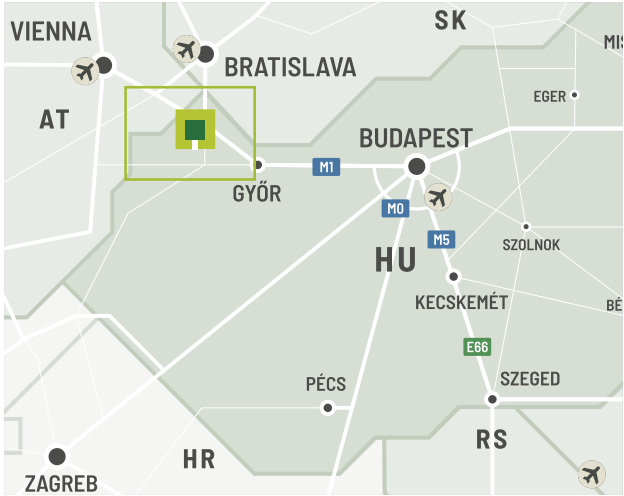 SK
VIENNA
MIS
BRATISLAVA
EGER
AT
BUDAPEST
M1
GYŐR
M0
M5
SZOLNOK
HU
KECSKEMÉT
BÉ
E66
SZEGED
PÉCS
RS
HR
ZAGREB